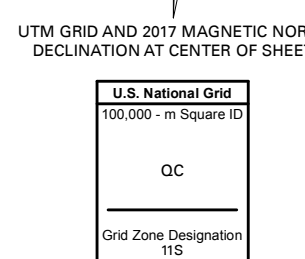 UTM GRID AND 2017 MAGNETIC NOR
DECLINATION AT CENTER OF SHEE
U.S. National Grid
100,000 - m Square ID
QC
Grid Zone Designation
11S